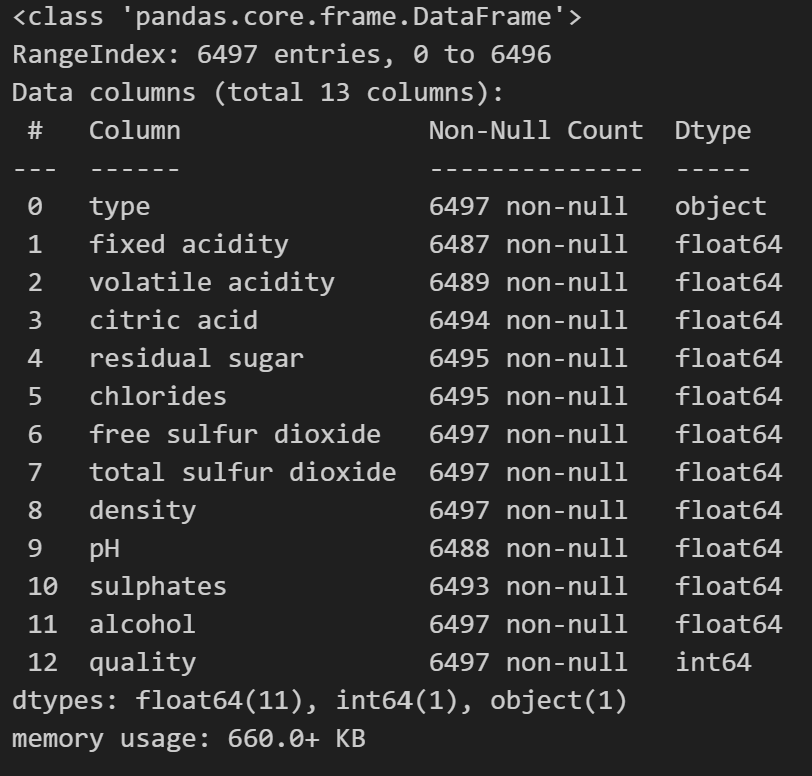 <class 'pandas.core.frame.DataFrame'>
RangeIndex: 6497 entries, 0 to 6496
Data columns (total 13 columns):
 #   Column                Non-Null Count  Dtype
---  ------                --------------  -----
 0   type                  6497 non-null   object
 1   fixed acidity         6487 non-null   float64
 2   volatile acidity      6489 non-null   float64
 3   citric acid           6494 non-null   float64
 4   residual sugar        6495 non-null   float64
 5   chlorides             6495 non-null   float64
 6   free sulfur dioxide   6497 non-null   float64
 7   total sulfur dioxide  6497 non-null   float64
 8   density               6497 non-null   float64
 9   pH                    6488 non-null   float64
 10  sulphates             6493 non-null   float64
 11  alcohol               6497 non-null   float64
 12  quality               6497 non-null   int64
dtypes: float64(11), int64(1), object(1)
memory usage: 660.0+ KB